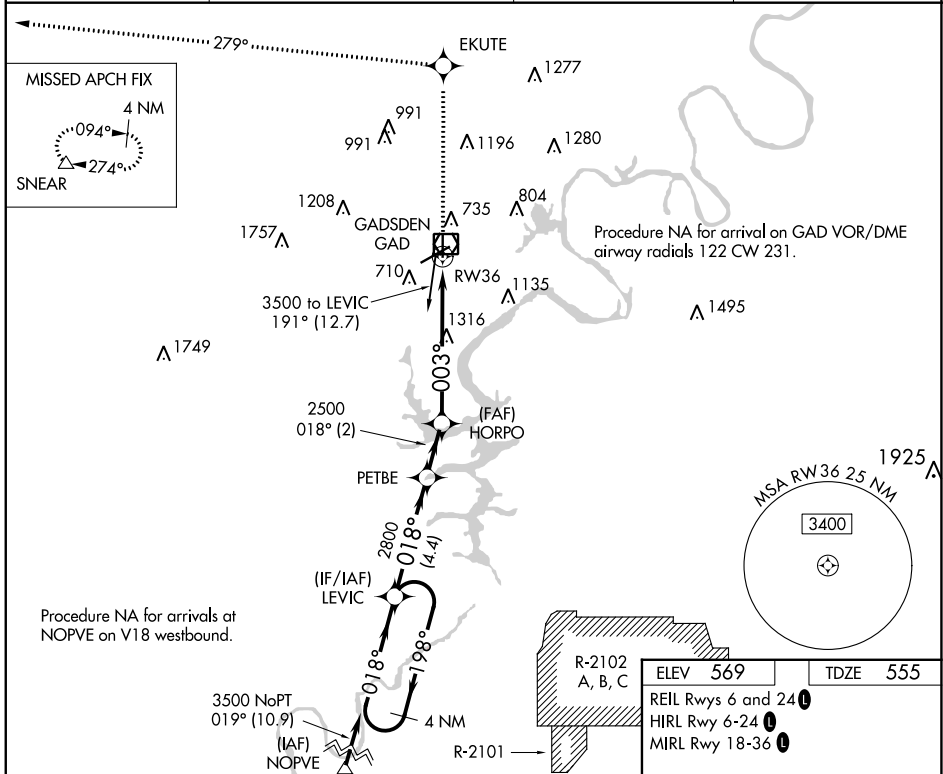 279°
EKUTE
MISSED APCH FIX
4 NM
094°
274°
SNEAR
1277
991
991
1196
1280
1208
804
GADSDEN
GAD
735
1757
Procedure NA for arrival on GAD VOR/DME
airway radials 122 CW 231.
710
RW36
3500 to LEVIC
191° (12.7)
1135
1495
1316
1749
003°
2500
018° (2)
(FAF)
HORPO
PETBE
1925
MSA RW36 25 NM
3400
2800
018°
(4.4)
(IF/IAF)
LEVIC
Procedure NA for arrivals at
NOPVE on V18 westbound.
018°
198°
R-2102
A, B, C
3500 NoPT
019° (10.9)
4 NM
(IAF)
NOPVE
R-2101
ELEV 569
TDZE 555
REIL Rwys 6 and 24 L
HIRL Rwy 6-24 L
MIRL Rwy 18-36 L